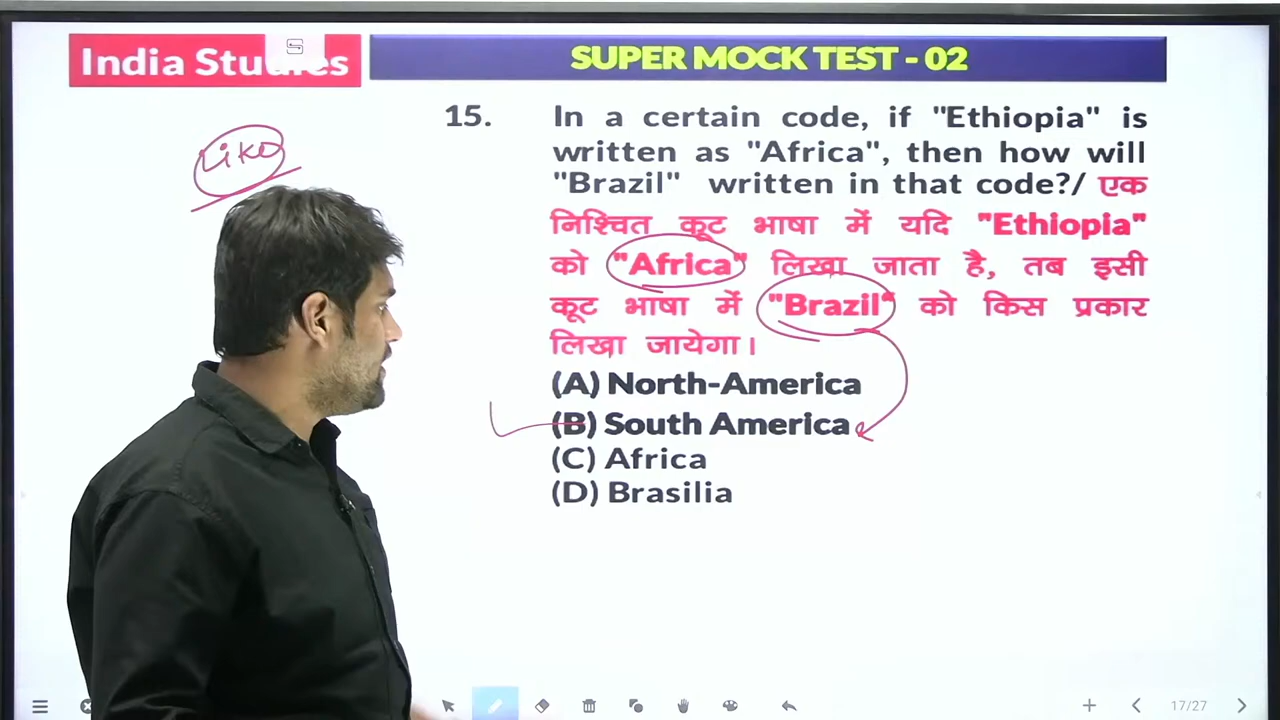 India Studies
SUPER MOCK TEST - 02
Like
15. In a certain code, if "Ethiopia" is
written as "Africa", then how will
"Brazil" written in that code?/ एक
निश्चित कूट भाषा में यदि "Ethiopia"
को "Africa" लिखा जाता है, तब इसी
कूट भाषा में "Brazil" को किस प्रकार
लिखा जायेगा।
(A) North-America
(B) South America
(C) Africa
(D) Brasilia
17/27